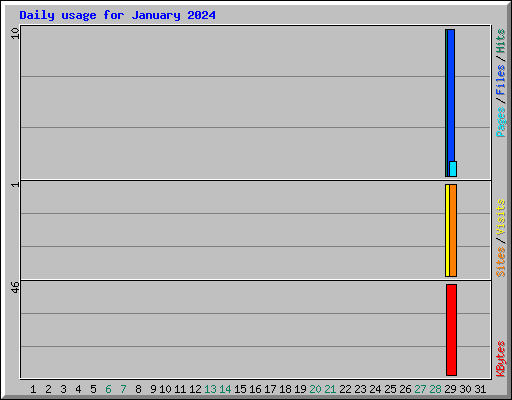 Daily usage for January 2024
10
1
46
Pages / Files / Hits
Sites / Visits
KBytes
1 2 3 4 5 6 7 8 9 10 11 12 13 14 15 16 17 18 19 20 21 22 23 24 25 26 27 28 29 30 31